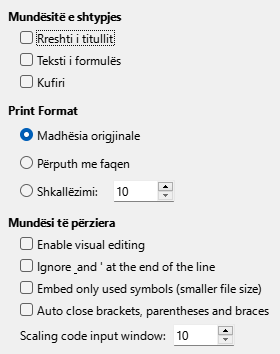 Mundësitë e shtypjes
Rreshti i titullit
Teksti i formulës
Kufiri
Print Format
Madhësia origjinale
Përputh me faqen
Shkallëzimi: 10
Mundësi të përziera
Enable visual editing
Ignore _and ' at the end of the line
Embed only used symbols (smaller file size)
Auto close brackets, parentheses and braces
Scaling code input window: 10